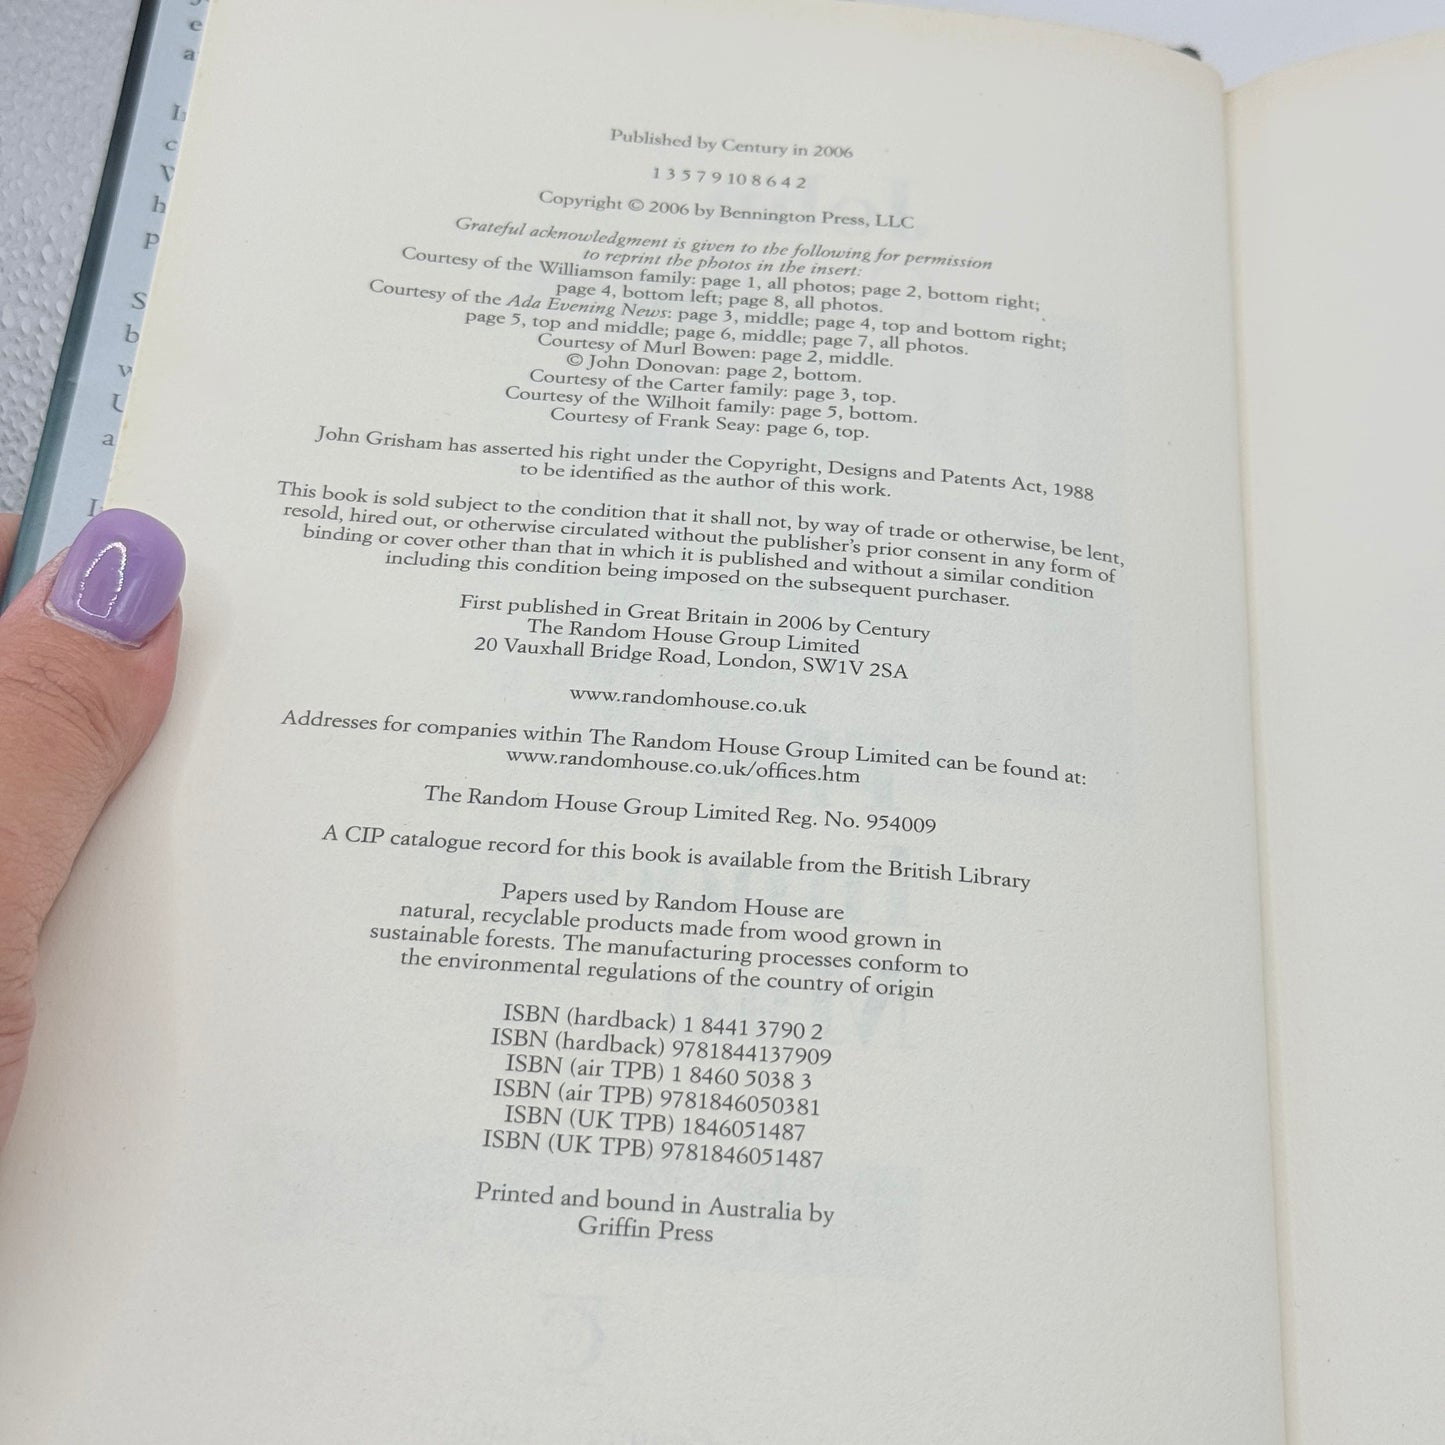 Published by Century in 2006
1 3 5 7 9 10 8 6 4 2
Copyright © 2006 by Bennington Press, LLC
Grateful acknowledgment is given to the following for permission
to reprint the photos in the insert:
Courtesy of the Williamson family: page 1, all photos; page 2, bottom right;
page 4, bottom left; page 8, all photos.
Courtesy of the Ada Evening News: page 3, middle; page 4, top and bottom right;
page 5, top and middle; page 6, middle; page 7, all photos.
Courtesy of Murl Bowen: page 2, middle.
© John Donovan: page 2, bottom.
Courtesy of the Carter family: page 3, top.
Courtesy of the Wilhoit family: page 5, bottom.
Courtesy of Frank Seay: page 6, top.
John Grisham has asserted his right under the Copyright, Designs and Patents Act, 1988
to be identified as the author of this work.
This book is sold subject to the condition that it shall not, by way of trade or otherwise, be lent,
resold, hired out, or otherwise circulated without the publisher's prior consent in any form of
binding or cover other than that in which it is published and without a similar condition
including this condition being imposed on the subsequent purchaser.
First published in Great Britain in 2006 by Century
The Random House Group Limited
20 Vauxhall Bridge Road, London, SW1V 2SA
www.randomhouse.co.uk
Addresses for companies within The Random House Group Limited can be found at:
www.randomhouse.co.uk/offices.htm
The Random House Group Limited Reg. No. 954009
A CIP catalogue record for this book is available from the British Library
Papers used by Random House are
natural, recyclable products made from wood grown in
sustainable forests. The manufacturing processes conform to
the environmental regulations of the country of origin
ISBN (hardback) 1 8441 3790 2
ISBN (hardback) 9781844137909
ISBN (air TPB) 1 8460 5038 3
ISBN (air TPB) 9781846050381
ISBN (UK TPB) 1846051487
ISBN (UK TPB) 9781846051487
Printed and bound in Australia by
Griffin Press